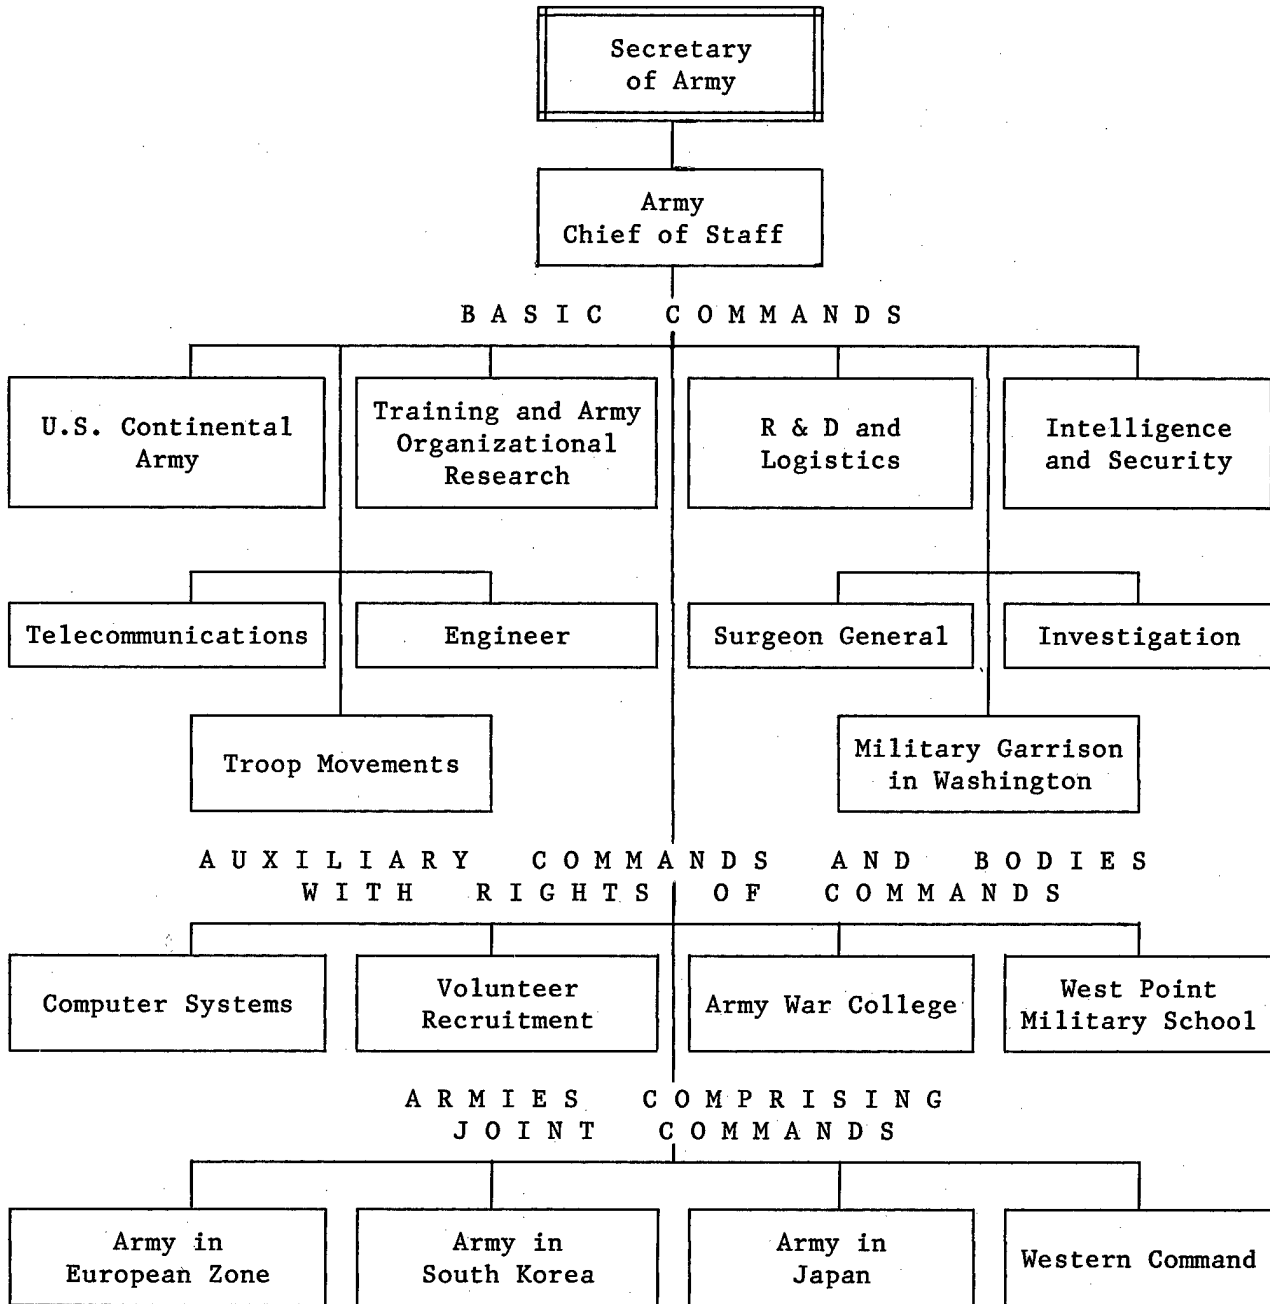 Secretary
of Army
Army
Chief of Staff
BASIC COMMANDS
U.S. Continental
Army
Training and Army
Organizational
Research
R & D and
Logistics
Intelligence
and Security
Telecommunications
Engineer
Surgeon General
Investigation
Troop Movements
Military Garrison
in Washington
AUXILIARY COMMANDS AND BODIES
WITH RIGHTS OF COMMANDS
Computer Systems
Volunteer
Recruitment
Army War College
West Point
Military School
ARMIES COMPRISING
JOINT COMMANDS
Army in
European Zone
Army in
South Korea
Army in
Japan
Western Command